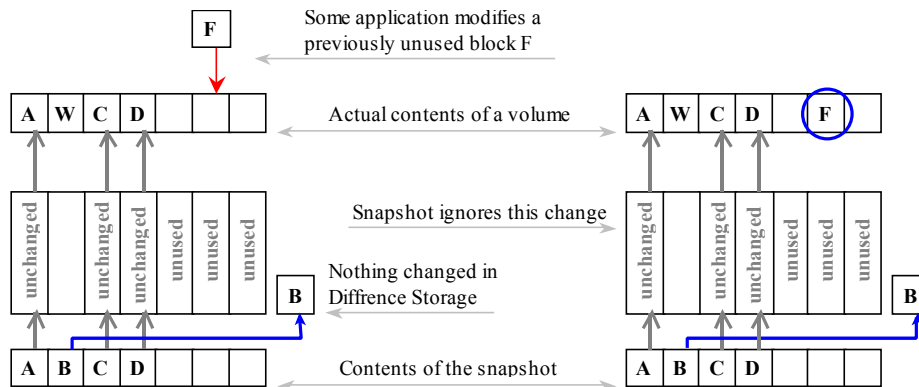 F
Some application modifies a
previously unused block F
A W C D
Actual contents of a volume
A W C D F
unchanged unchanged unchanged unused unused unused
Snapshot ignores this change
unchanged unchanged unchanged unused unused unused
B
Nothing changed in
Diffrence Storage
B
A B C D
Contents of the snapshot
A B C D